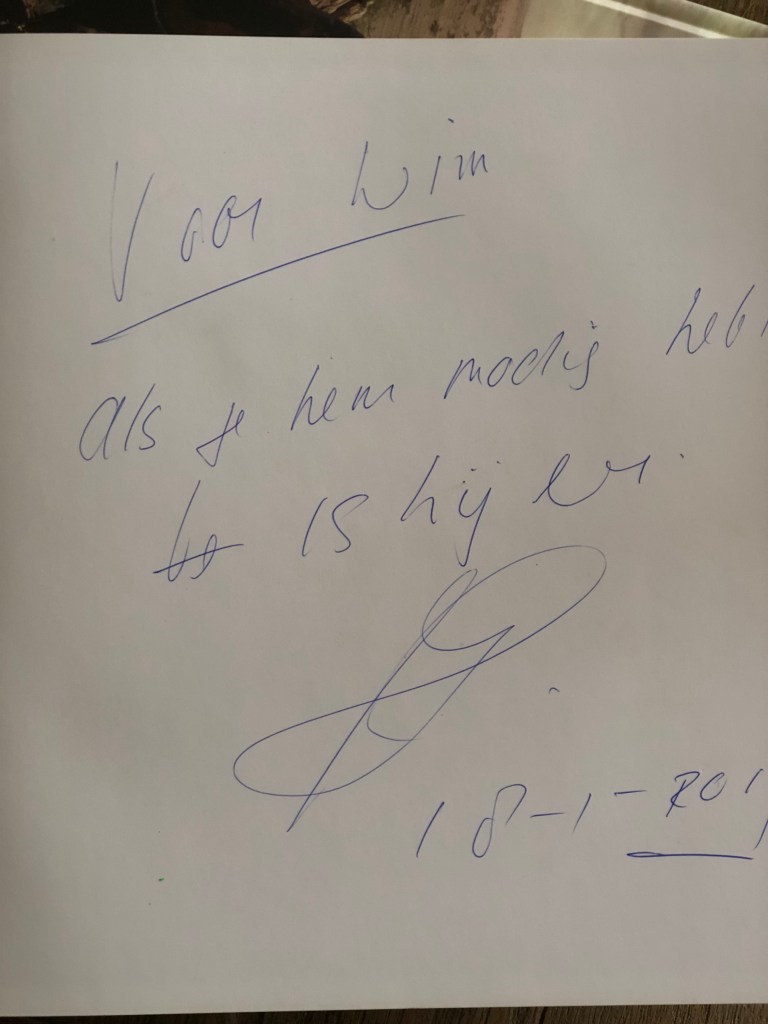 Voor Wim
Als je hem nodig heb
is hij er.
18-1-201